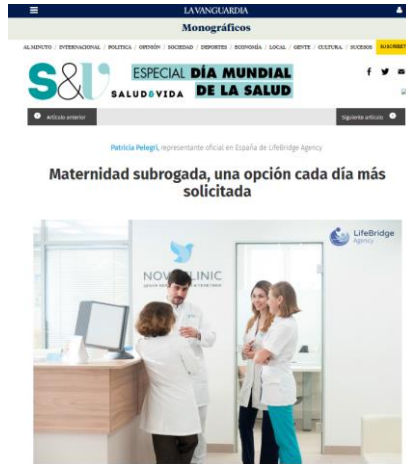 LA VANGUARDIA
Monográficos
AL MINUTO / INTERNACIONAL / POLÍTICA / OPINIÓN / SOCIEDAD / DEPORTES / ECONOMÍA / LOCAL / GENTE / CULTURA / SUCESOS
S&V ESPECIAL DÍA MUNDIAL
SALUD&VIDA DE LA SALUD
Artículo anterior Siguiente artículo
Patricia Pelegrí, representante oficial en España de LifeBridge Agency
Maternidad subrogada, una opción cada día más
solicitada
LifeBridge
Agency